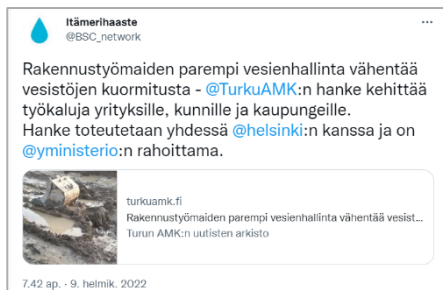 Itämerihaaste
@BSC_network
Rakennustyömaiden parempi vesienhallinta vähentää
vesistöjen kuormitusta - @TurkuAMK:n hanke kehittää
työkaluja yrityksille, kunnille ja kaupungeille.
Hanke toteutetaan yhdessä @helsinki:n kanssa ja on
@yministerio:n rahoittama.
turkuamk.fi
Rakennustyömaiden parempi vesienhallinta vähentää vesist...
Turun AMK:n uutisten arkisto
7.42 ap. · 9. helmik. 2022